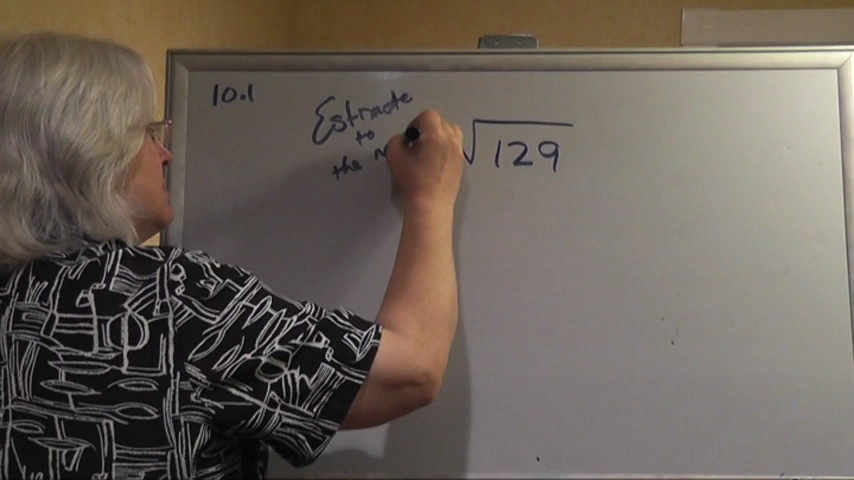 10.1
Estimate
to
the
√129